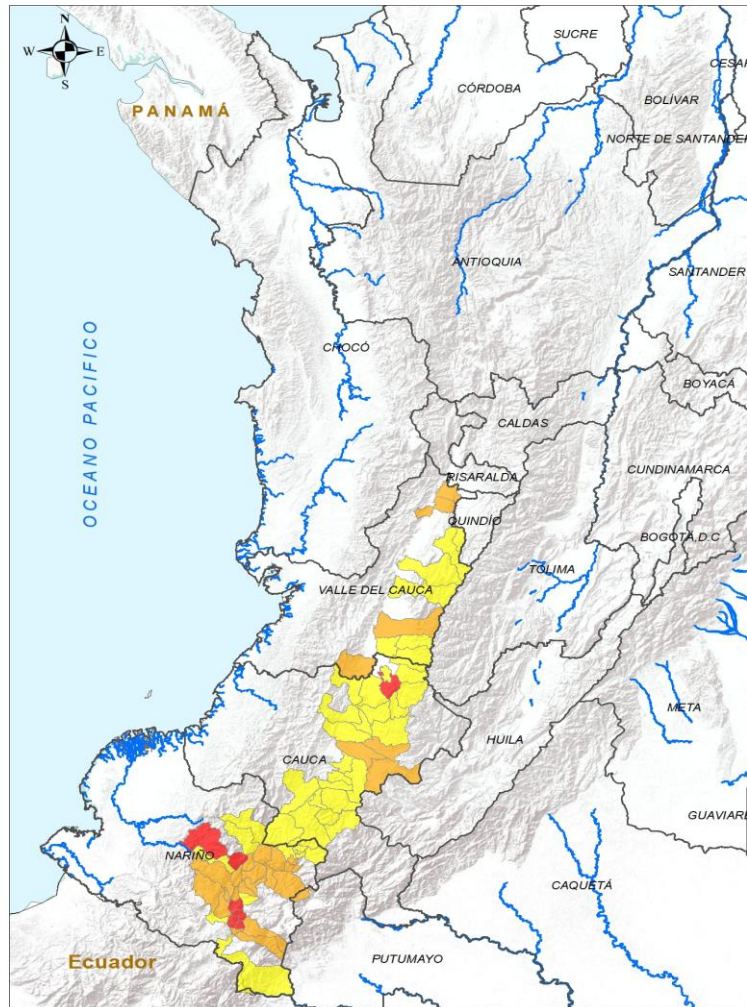 SUCRE
N
W E
S
CESAR
CÓRDOBA
BOLÍVAR
PANAMÁ
NORTE DE SANTANDER
ANTIOQUIA
SANTANDER
OCEANO PACIFICO
CHOCÓ
BOYACÁ
CALDAS
CUNDINAMARCA
RISARALDA
QUINDÍO
BOGOTÁ,D.C
TOLIMA
VALLE DEL CAUCA
META
HUILA
CAUCA
GUAVIARE
NARIÑO
CAQUETÁ
PUTUMAYO
Ecuador